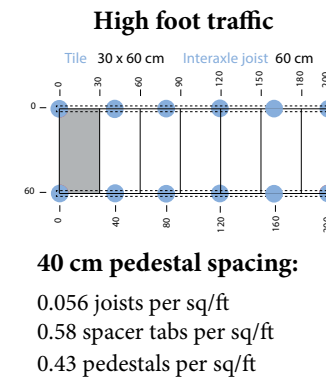 High foot traffic
Tile 30 x 60 cm Interaxle joist 60 cm
0 30 60 90 120 150 180 200
0
60
0 40 80 120 160 200
40 cm pedestal spacing:
0.056 joists per sq/ft
0.58 spacer tabs per sq/ft
0.43 pedestals per sq/ft